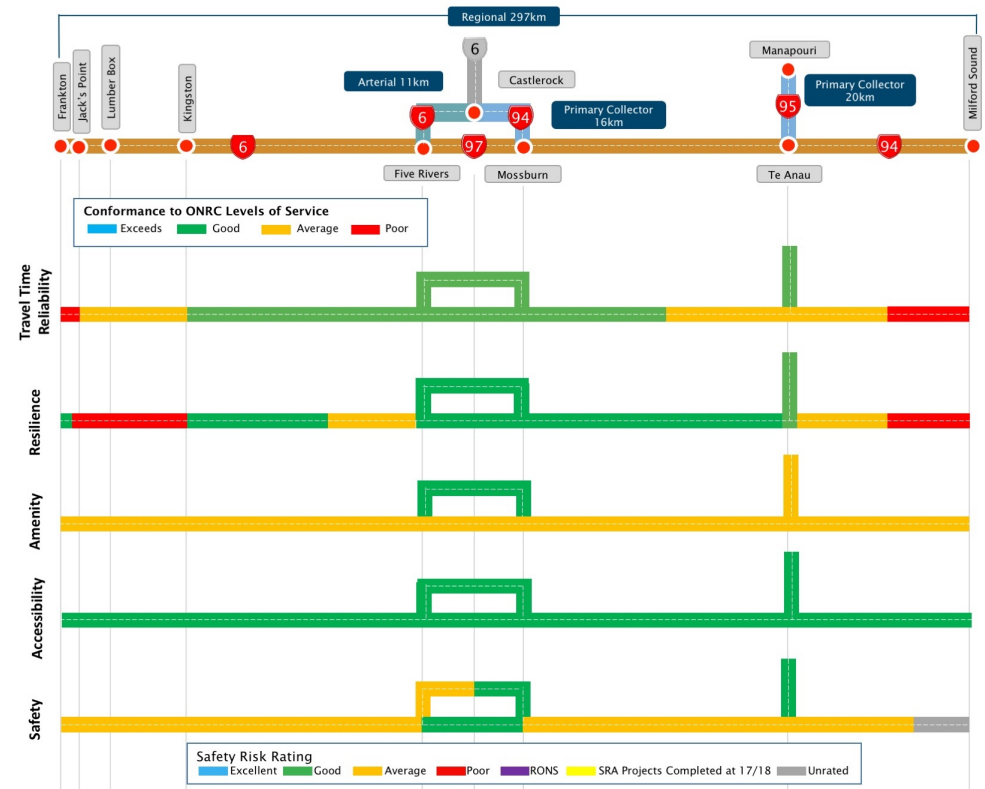 Regional 297km
Frankton
Jack's Point
Lumber Box
Kingston
6
Arterial 11km
Castlerock
Manapouri
Milford Sound
Primary Collector
16km
Primary Collector
20km
6
94
95
6
97
94
Five Rivers
Mossburn
Te Anau
Conformance to ONRC Levels of Service
Exceeds Good Average Poor
Travel Time
Reliability
Resilience
Amenity
Accessibility
Safety
Safety Risk Rating
Excellent Good Average Poor RONS SRA Projects Completed at 17/18 Unrated